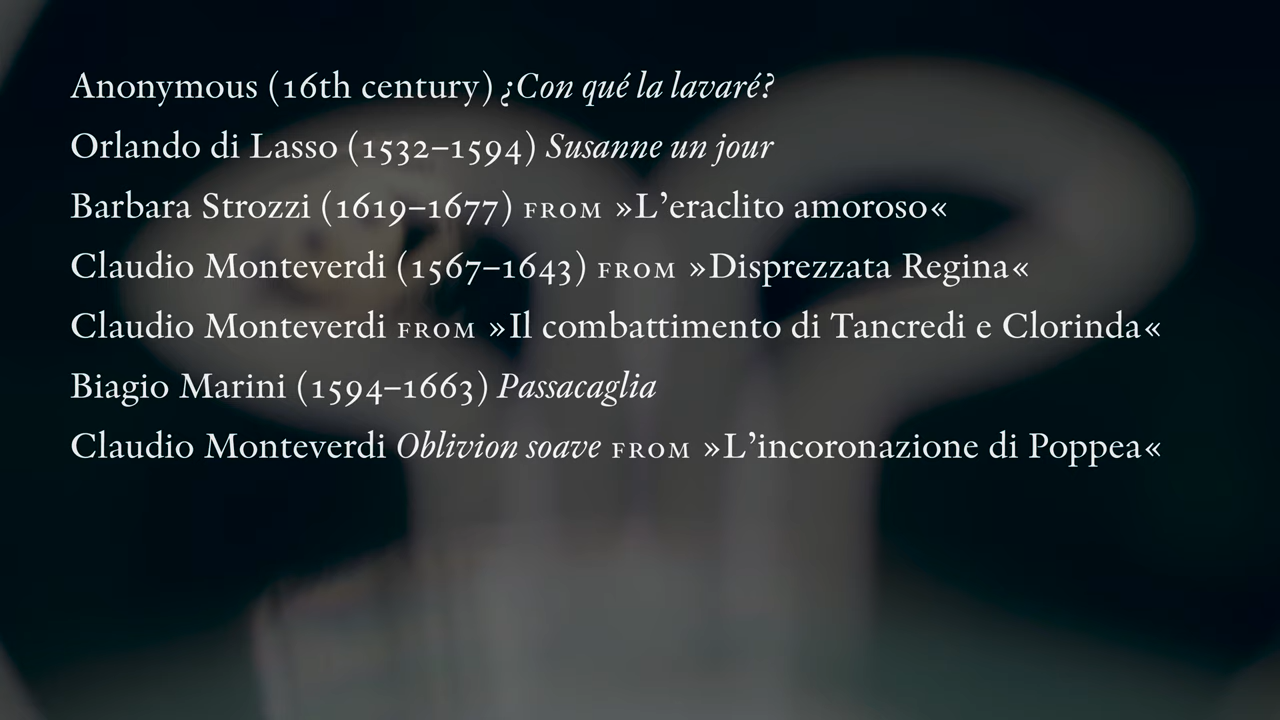 Anonymous (16th century) ¿Con qué la lavaré?
Orlando di Lasso (1532–1594) Susanne un jour
Barbara Strozzi (1619–1677) FROM »L’eraclito amoroso«
Claudio Monteverdi (1567–1643) FROM »Disprezzata Regina«
Claudio Monteverdi FROM »Il combattimento di Tancredi e Clorinda«
Biagio Marini (1594–1663) Passacaglia
Claudio Monteverdi Oblivion soave FROM »L’incoronazione di Poppea«